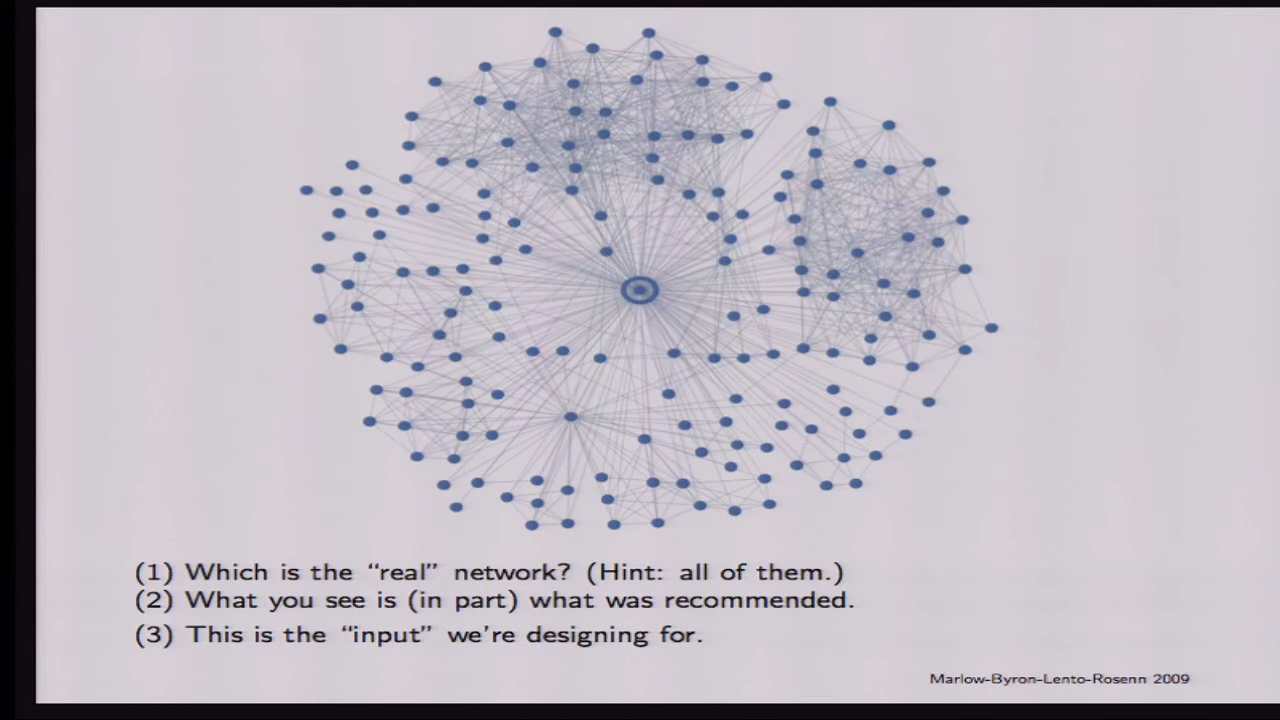 (1) Which is the “real” network? (Hint: all of them.)
(2) What you see is (in part) what was recommended.
(3) This is the “input” we’re designing for.
Marlow-Byron-Lento-Rosenn 2009